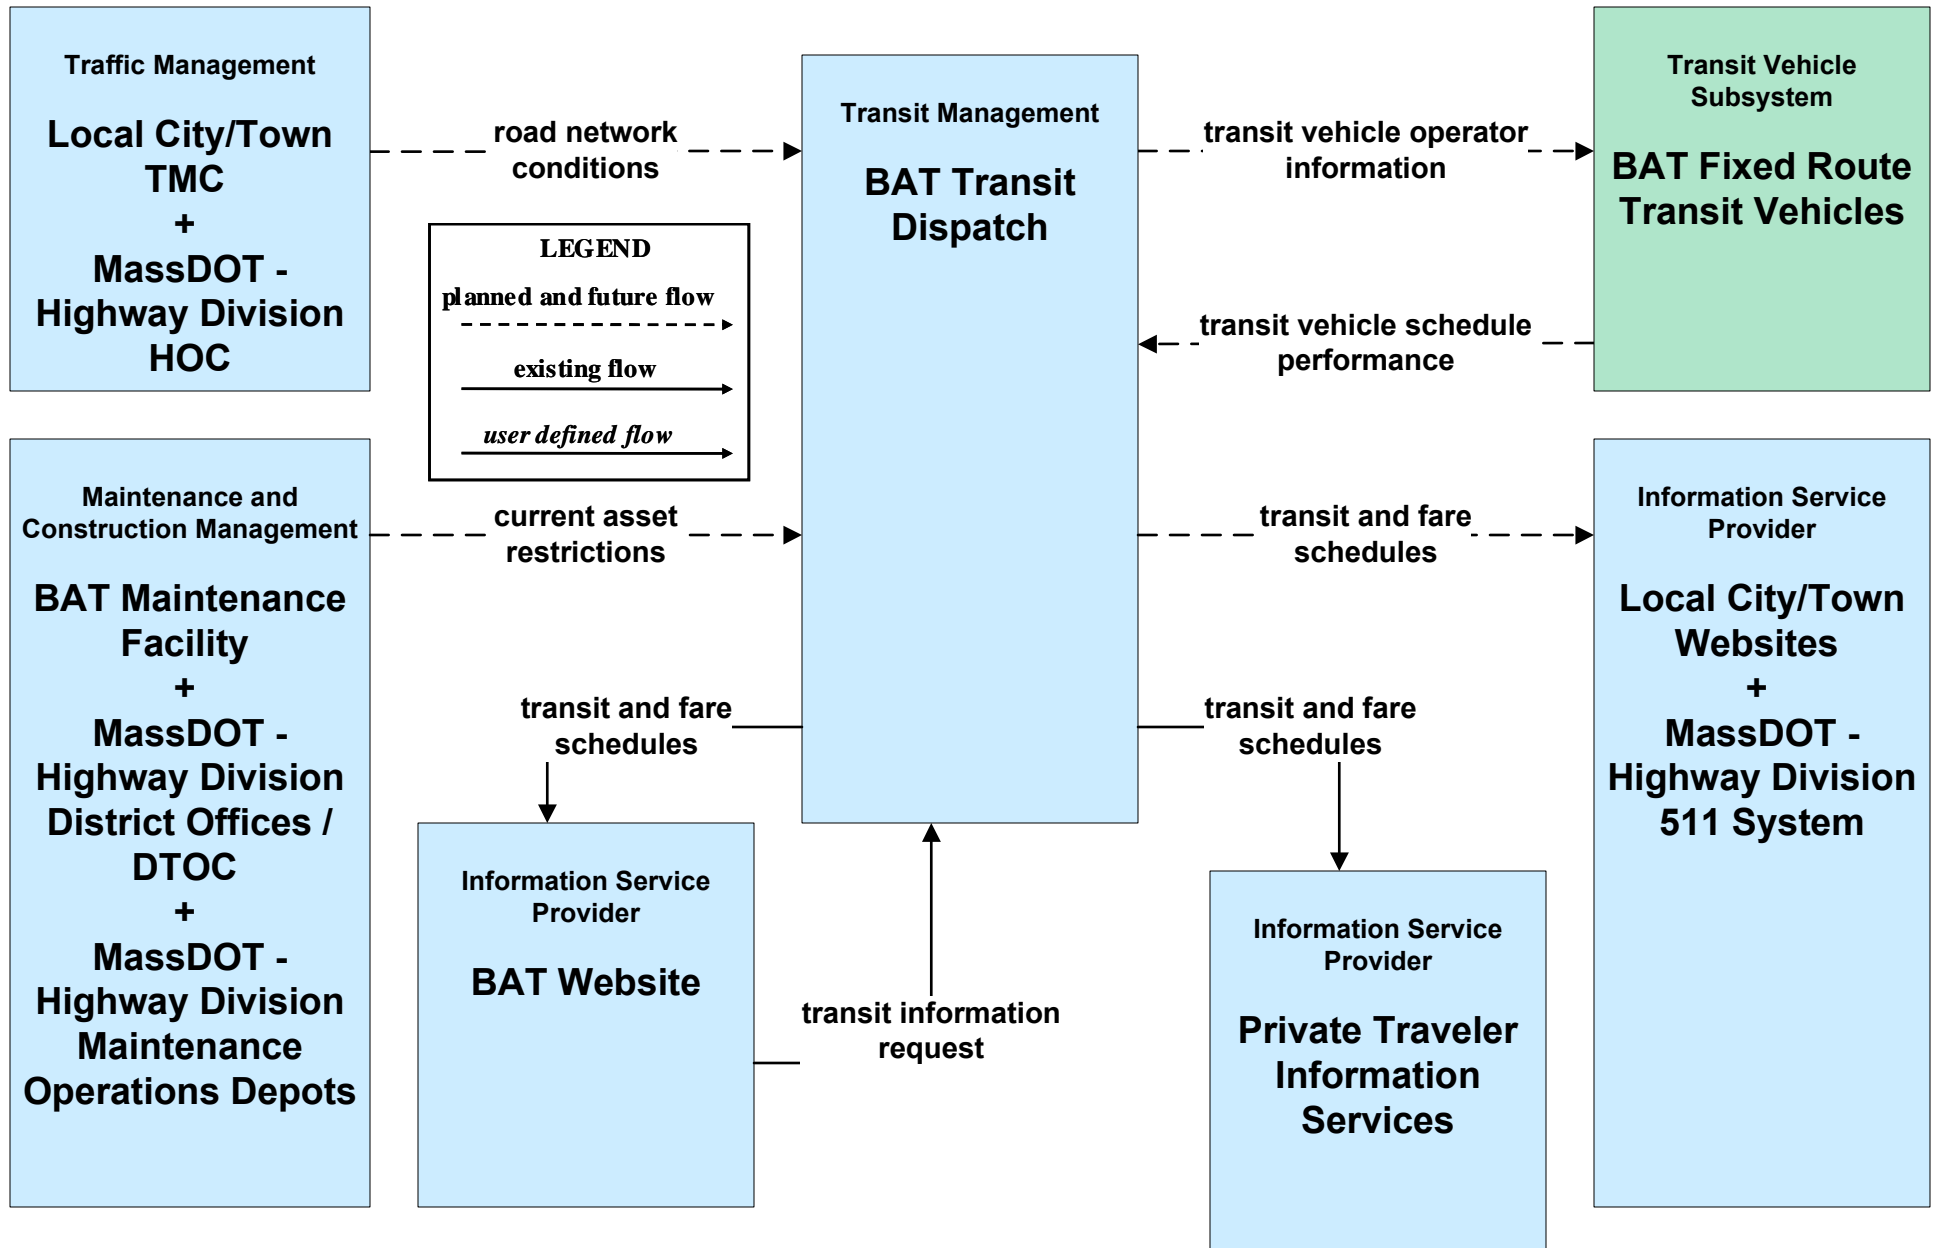 Traffic Management
Local City/Town
TMC
+
MassDOT -
Highway Division
HOC
road network
conditions
Transit Management
BAT Transit
Dispatch
transit vehicle operator
information
Transit Vehicle
Subsystem
BAT Fixed Route
Transit Vehicles
LEGEND
planned and future flow
existing flow
user defined flow
transit vehicle schedule
performance
Maintenance and
Construction Management
BAT Maintenance
Facility
+
MassDOT -
Highway Division
District Offices /
DTOC
+
MassDOT -
Highway Division
Maintenance
Operations Depots
current asset
restrictions
transit and fare
schedules
Information Service
Provider
Local City/Town
Websites
+
MassDOT -
Highway Division
511 System
transit and fare
schedules
transit and fare
schedules
Information Service
Provider
BAT Website
transit information
request
Information Service
Provider
Private Traveler
Information
Services